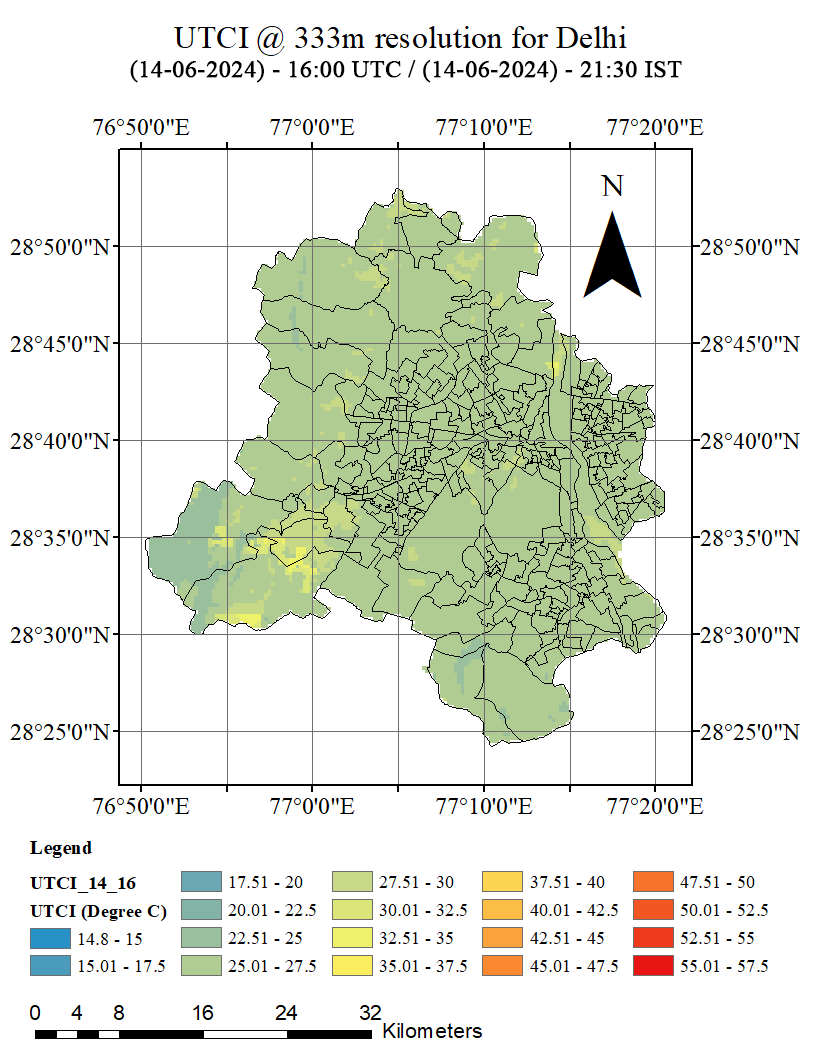 UTCI @ 333m resolution for Delhi
(14-06-2024) - 16:00 UTC / (14-06-2024) - 21:30 IST
76°50'0"E 77°0'0"E 77°10'0"E 77°20'0"E
N
28°50'0"N 28°50'0"N
28°45'0"N 28°45'0"N
28°40'0"N 28°40'0"N
28°35'0"N 28°35'0"N
28°30'0"N 28°30'0"N
28°25'0"N 28°25'0"N
76°50'0"E 77°0'0"E 77°10'0"E 77°20'0"E
Legend
UTCI_14_16
UTCI (Degree C)
14.8 - 15
15.01 - 17.5
17.51 - 20
20.01 - 22.5
22.51 - 25
25.01 - 27.5
27.51 - 30
30.01 - 32.5
32.51 - 35
35.01 - 37.5
37.51 - 40
40.01 - 42.5
42.51 - 45
45.01 - 47.5
47.51 - 50
50.01 - 52.5
52.51 - 55
55.01 - 57.5
0 4 8 16 24 32
Kilometers